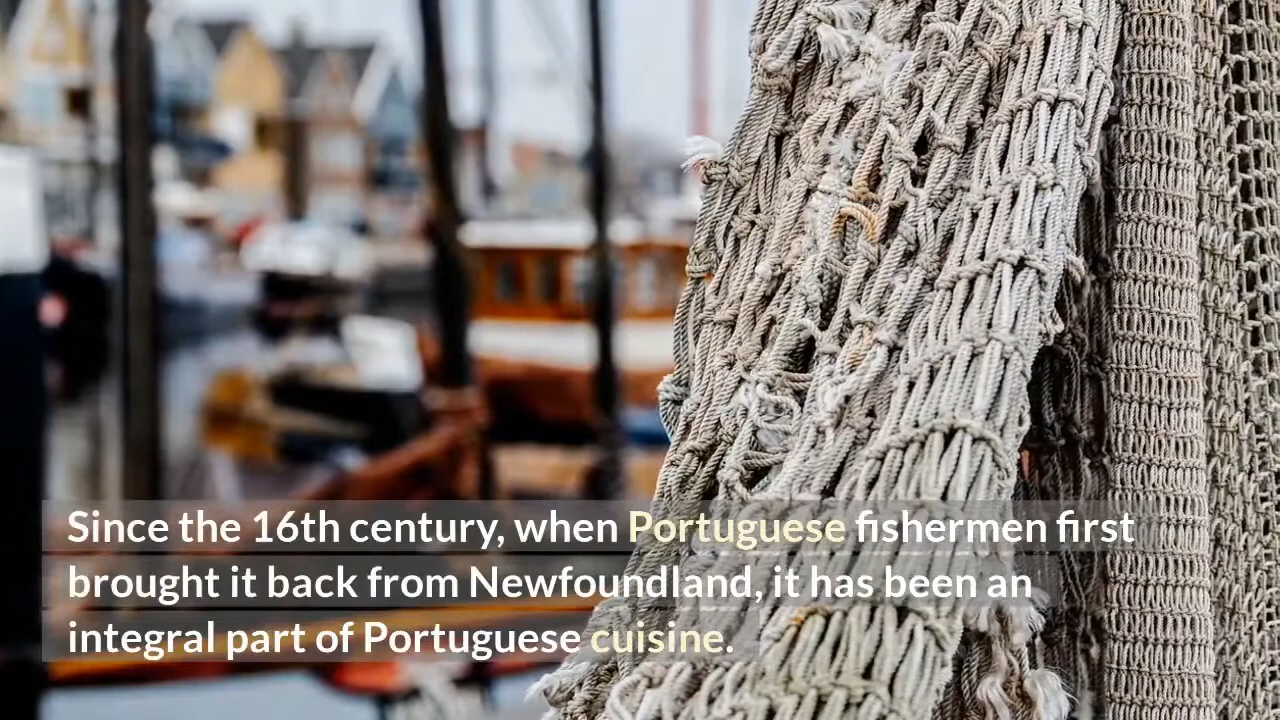 Since the 16th century, when Portuguese fishermen first
brought it back from Newfoundland, it has been an
integral part of Portuguese cuisine.